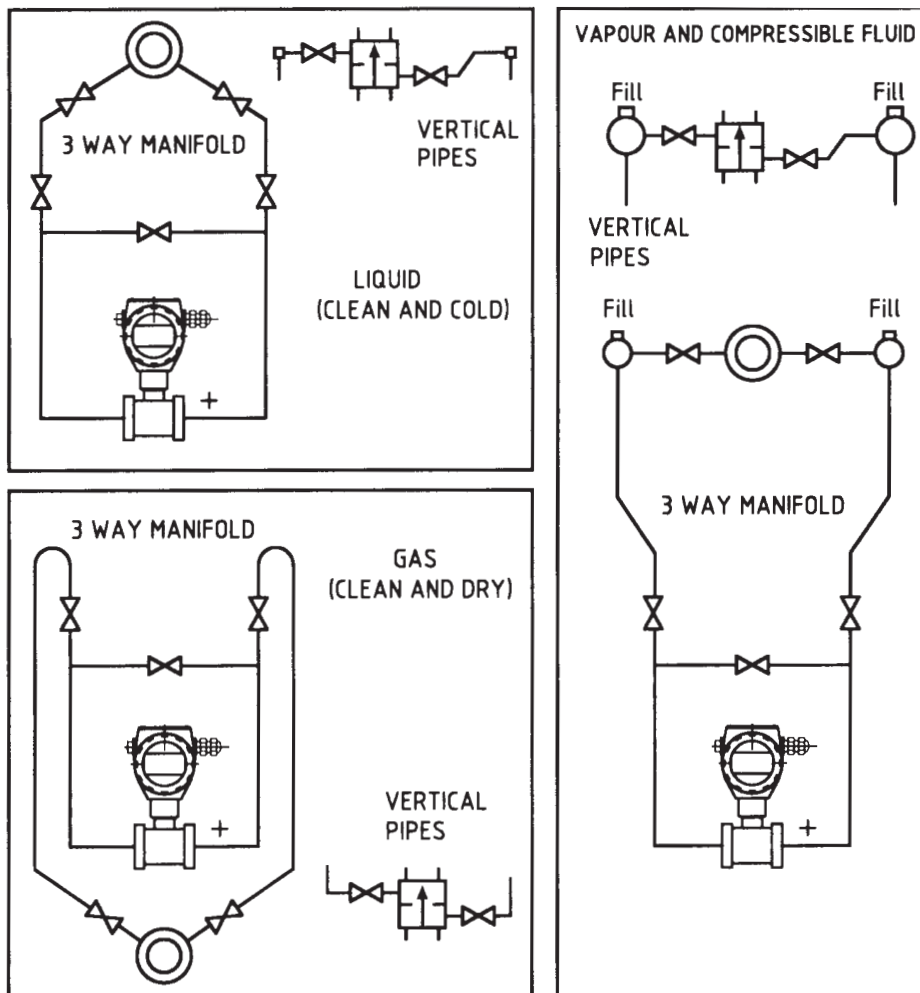 3 WAY MANIFOLD
VERTICAL
PIPES
LIQUID
(CLEAN AND COLD)
+
3 WAY MANIFOLD
GAS
(CLEAN AND DRY)
+
VERTICAL
PIPES
VAPOUR AND COMPRESSIBLE FLUID
Fill
Fill
VERTICAL
PIPES
Fill
Fill
3 WAY MANIFOLD
+